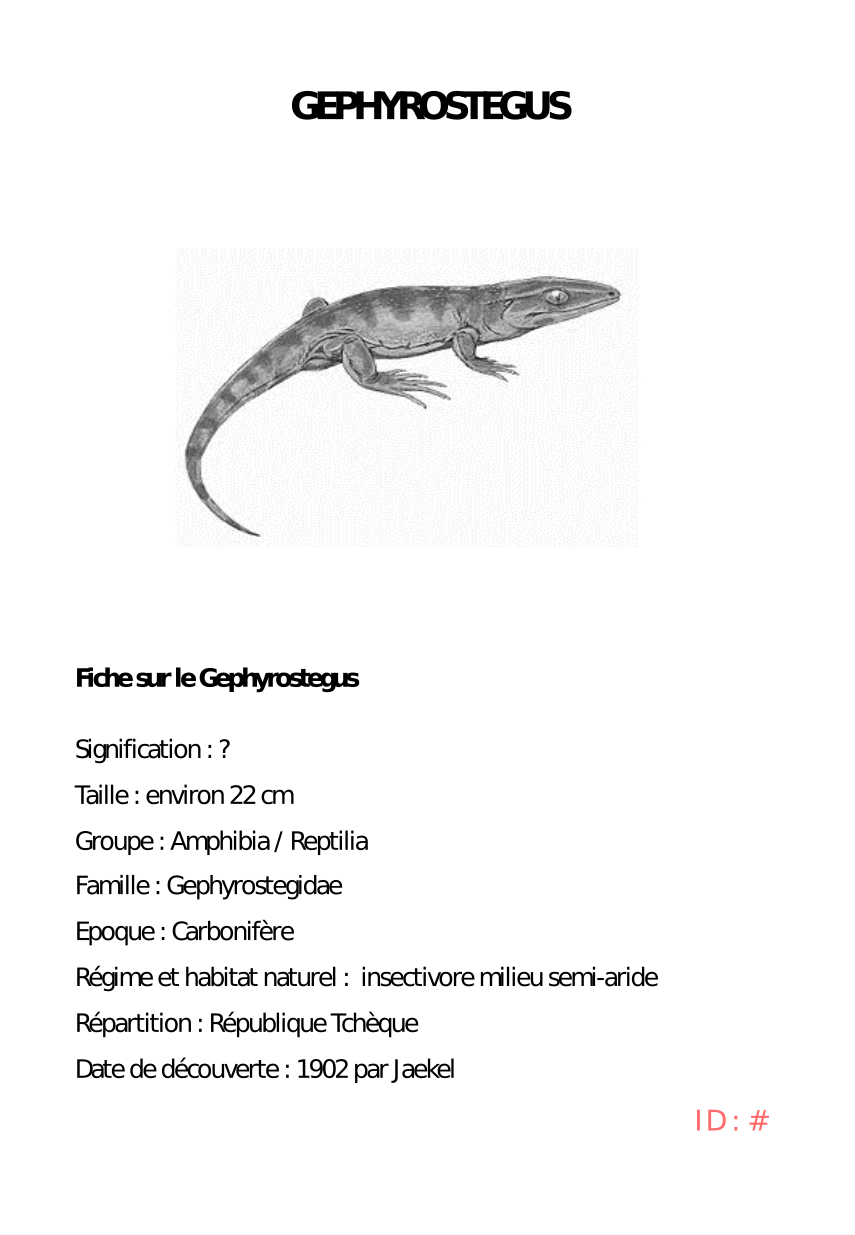 GEPHYROSTEGUS
Fiche sur le Gephyrostegus
Signification : ?
Taille : environ 22 cm
Groupe : Amphibia / Reptilia
Famille : Gephyrostegidae
Epoque : Carbonifère
Régime et habitat naturel :  insectivore milieu semi-aride
Répartition : République Tchèque
Date de découverte : 1902 par Jaekel
ID: #